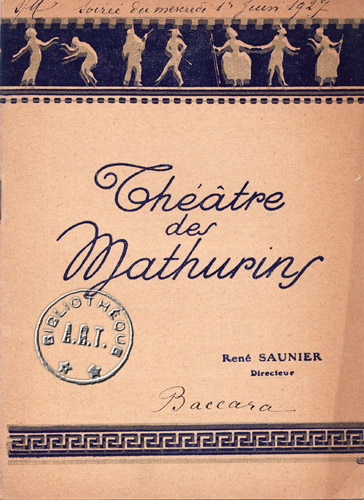 Soirée du mercredi 1er Juin 1927
Théâtre
des
Mathurins
BIBLIOTHÈQUE
A.R.T.
René SAUNIER
Directeur
Baccara